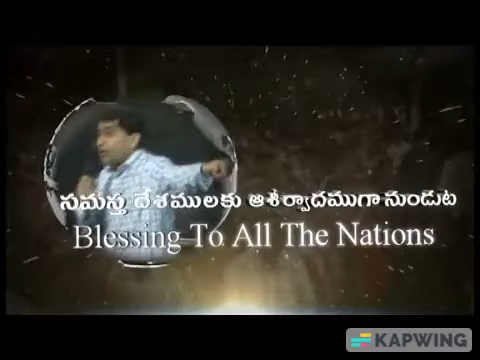 సమస్త దేశములకు ఆశీర్వాదముగా నుండుట
Blessing To All The Nations
KAPWING